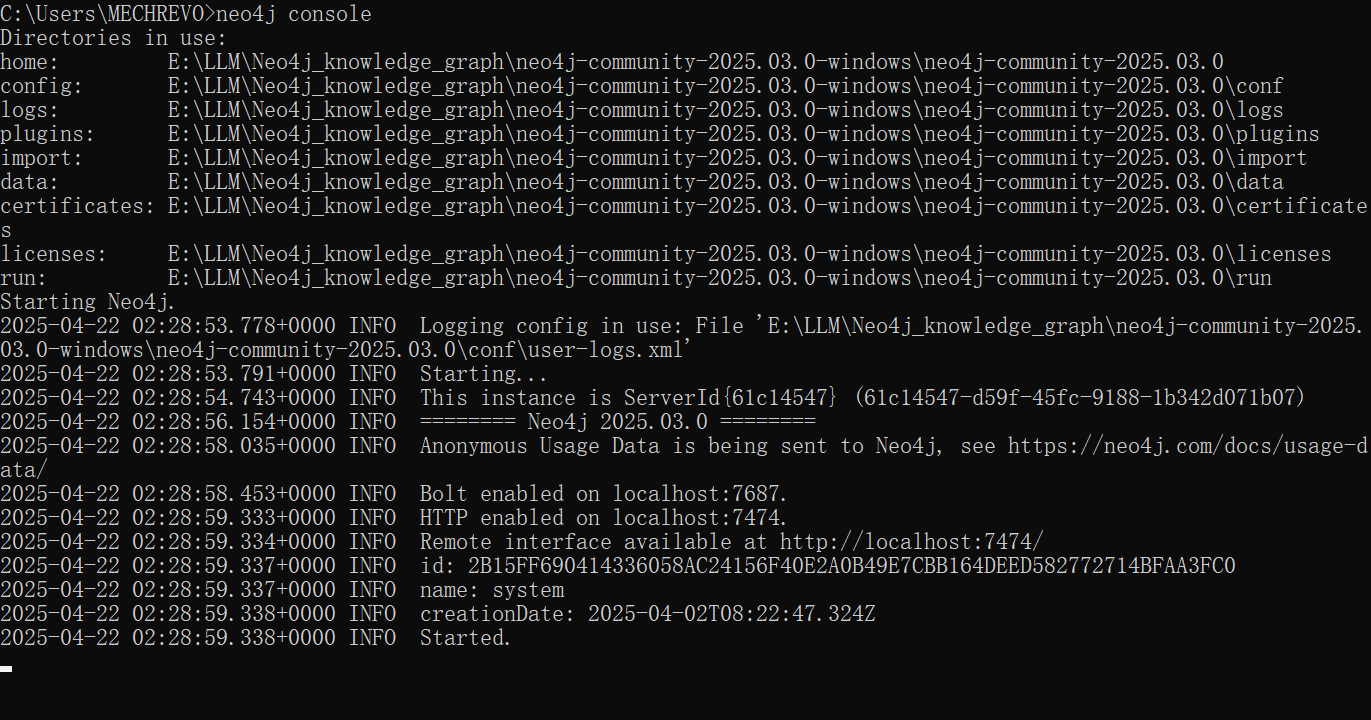 C:\Users\MECHREVO>neo4j console
Directories in use:
home:         E:\LLM\Neo4j_knowledge_graph\neo4j-community-2025.03.0-windows\neo4j-community-2025.03.0
config:       E:\LLM\Neo4j_knowledge_graph\neo4j-community-2025.03.0-windows\neo4j-community-2025.03.0\conf
logs:         E:\LLM\Neo4j_knowledge_graph\neo4j-community-2025.03.0-windows\neo4j-community-2025.03.0\logs
plugins:      E:\LLM\Neo4j_knowledge_graph\neo4j-community-2025.03.0-windows\neo4j-community-2025.03.0\plugins
import:       E:\LLM\Neo4j_knowledge_graph\neo4j-community-2025.03.0-windows\neo4j-community-2025.03.0\import
data:         E:\LLM\Neo4j_knowledge_graph\neo4j-community-2025.03.0-windows\neo4j-community-2025.03.0\data
certificates: E:\LLM\Neo4j_knowledge_graph\neo4j-community-2025.03.0-windows\neo4j-community-2025.03.0\certificate
s
licenses:     E:\LLM\Neo4j_knowledge_graph\neo4j-community-2025.03.0-windows\neo4j-community-2025.03.0\licenses
run:          E:\LLM\Neo4j_knowledge_graph\neo4j-community-2025.03.0-windows\neo4j-community-2025.03.0\run
Starting Neo4j.
2025-04-22 02:28:53.778+0000 INFO  Logging config in use: File 'E:\LLM\Neo4j_knowledge_graph\neo4j-community-2025.
03.0-windows\neo4j-community-2025.03.0\conf\user-logs.xml'
2025-04-22 02:28:53.791+0000 INFO  Starting...
2025-04-22 02:28:54.743+0000 INFO  This instance is ServerId{61c14547} (61c14547-d59f-45fc-9188-1b342d071b07)
2025-04-22 02:28:56.154+0000 INFO  ======== Neo4j 2025.03.0 ========
2025-04-22 02:28:58.035+0000 INFO  Anonymous Usage Data is being sent to Neo4j, see https://neo4j.com/docs/usage-d
ata/
2025-04-22 02:28:58.453+0000 INFO  Bolt enabled on localhost:7687.
2025-04-22 02:28:59.333+0000 INFO  HTTP enabled on localhost:7474.
2025-04-22 02:28:59.334+0000 INFO  Remote interface available at http://localhost:7474/
2025-04-22 02:28:59.337+0000 INFO  id: 2B15FF690414336058AC24156F40E2A0B49E7CBB164DEED582772714BFAA3FC0
2025-04-22 02:28:59.337+0000 INFO  name: system
2025-04-22 02:28:59.338+0000 INFO  creationDate: 2025-04-02T08:22:47.324Z
2025-04-22 02:28:59.338+0000 INFO  Started.